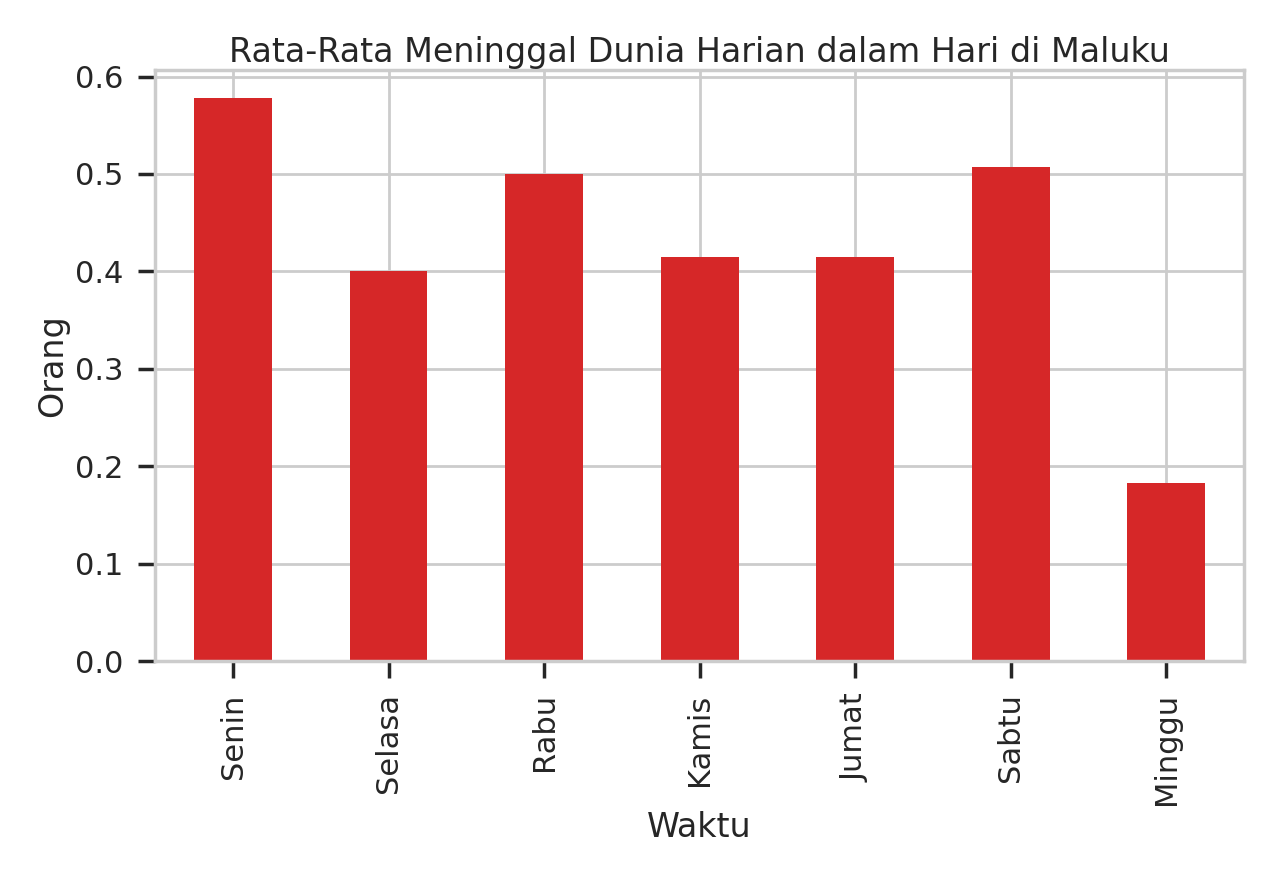 Rata-Rata Meninggal Dunia Harian dalam Hari di Maluku
0.6
0.5
0.4
0.3
0.2
0.1
0.0
Orang
Senin
Selasa
Rabu
Kamis
Jumat
Sabtu
Minggu
Waktu